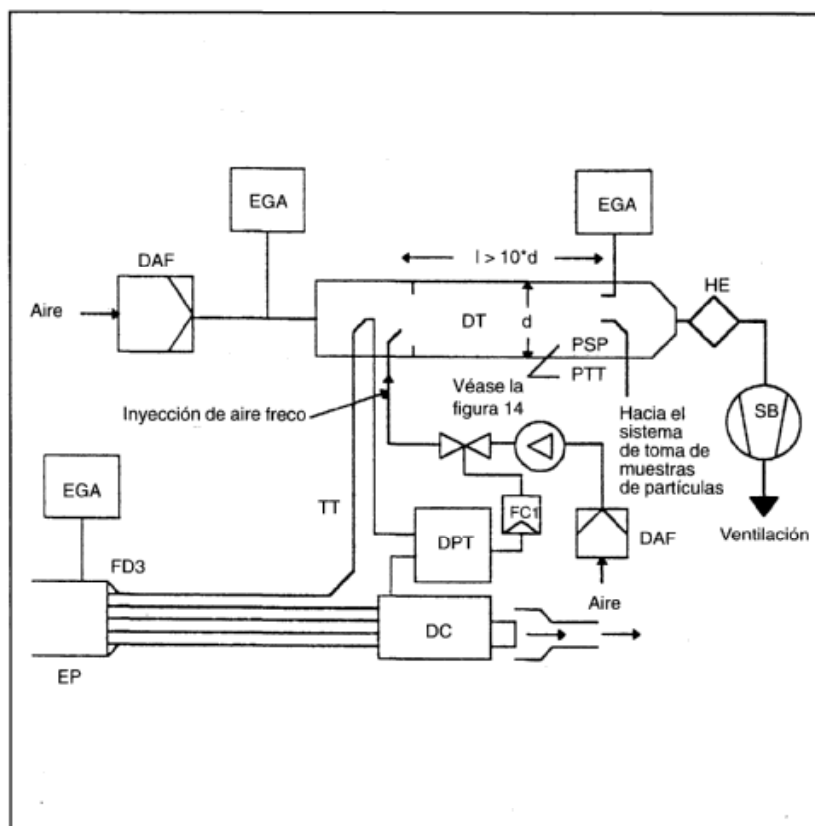 EGA
EGA
DAF
l > 10*d
HE
Aire
DT
d
PSP
PTT
SB
Inyección de aire freco
Véase la
figura 14
Hacia el
sistema
de toma de
muestras
de partículas
EGA
TT
FC1
DPT
DAF
Ventilación
FD3
Aire
DC
EP